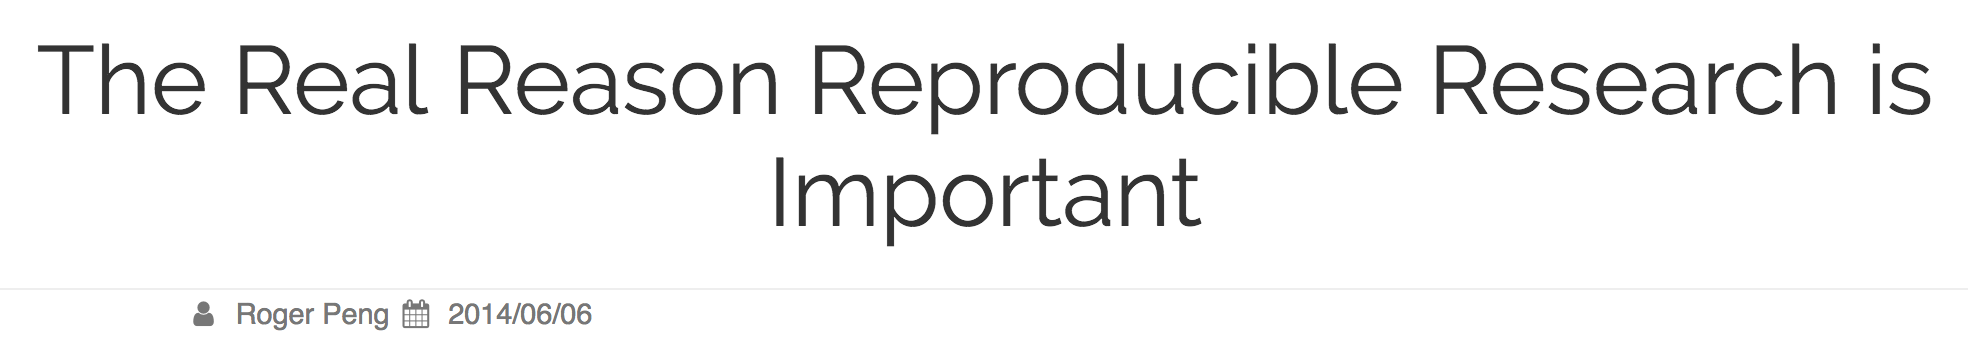 The Real Reason Reproducible Research is
Important
Roger Peng 2014/06/06